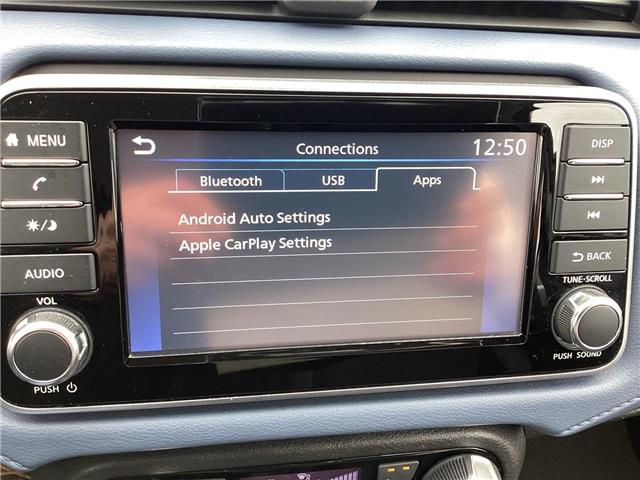 MENU
AUDIO
VOL
PUSH
Connections
12:50
Bluetooth
USB
Apps
Android Auto Settings
Apple CarPlay Settings
DISP
BACK
TUNE-SCROLL
PUSH SOUND